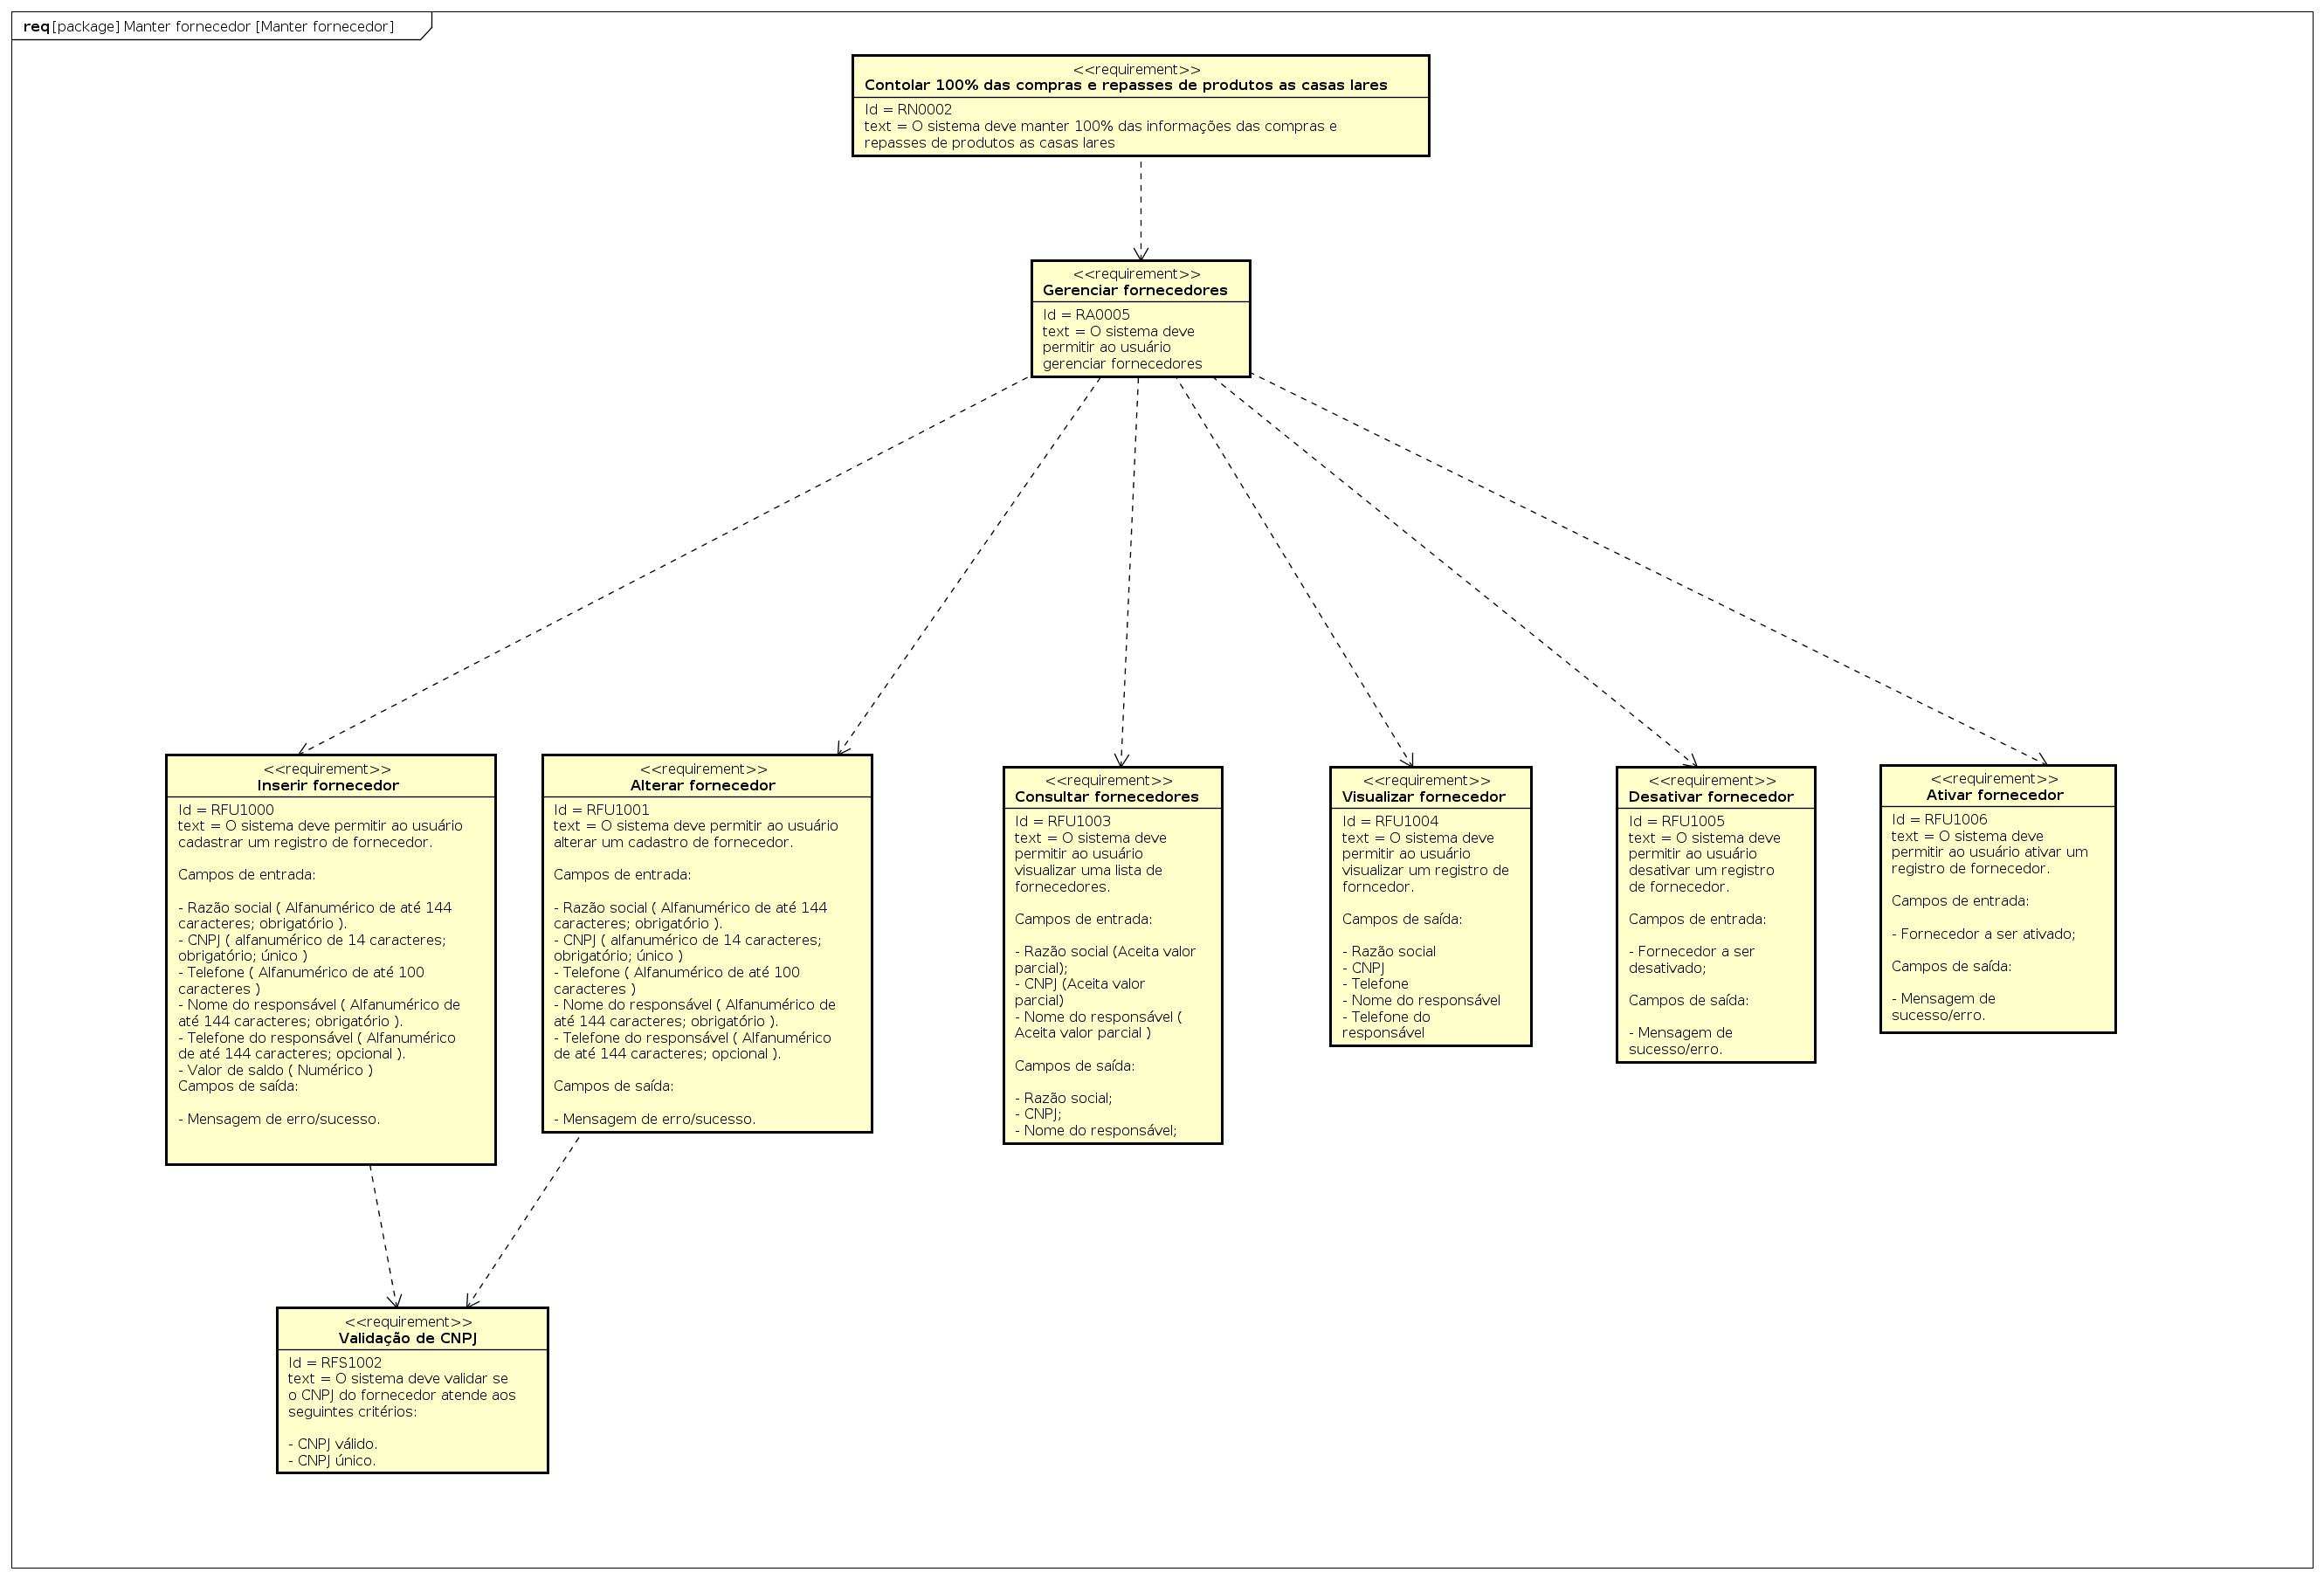 req [package] Manter fornecedor [Manter fornecedor]
<<requirement>>
Contolar 100% das compras e repasses de produtos as casas lares
Id = RN0002
text = O sistema deve manter 100% das informações das compras e
repasses de produtos as casas lares
<<requirement>>
Gerenciar fornecedores
Id = RA0005
text = O sistema deve
permitir ao usuário
gerenciar fornecedores
<<requirement>>
Inserir fornecedor
Id = RFU1000
text = O sistema deve permitir ao usuário
cadastrar um registro de fornecedor.
Campos de entrada:
- Razão social ( Alfanumérico de até 144
caracteres; obrigatório ).
- CNPJ ( alfanumérico de 14 caracteres;
obrigatório; único )
- Telefone ( Alfanumérico de até 100
caracteres )
- Nome do responsável ( Alfanumérico de
até 144 caracteres; obrigatório ).
- Telefone do responsável ( Alfanumérico
de até 144 caracteres; opcional ).
- Valor de saldo ( Numérico )
Campos de saída:
- Mensagem de erro/sucesso.
<<requirement>>
Alterar fornecedor
Id = RFU1001
text = O sistema deve permitir ao usuário
alterar um cadastro de fornecedor.
Campos de entrada:
- Razão social ( Alfanumérico de até 144
caracteres; obrigatório ).
- CNPJ ( alfanumérico de 14 caracteres;
obrigatório; único )
- Telefone ( Alfanumérico de até 100
caracteres )
- Nome do responsável ( Alfanumérico de
até 144 caracteres; obrigatório ).
- Telefone do responsável ( Alfanumérico
de até 144 caracteres; opcional ).
Campos de saída:
- Mensagem de erro/sucesso.
<<requirement>>
Consultar fornecedores
Id = RFU1003
text = O sistema deve
permitir ao usuário
visualizar uma lista de
fornecedores.
Campos de entrada:
- Razão social (Aceita valor
parcial);
- CNPJ (Aceita valor
parcial)
- Nome do responsável (
Aceita valor parcial )
Campos de saída:
- Razão social;
- CNPJ;
- Nome do responsável;
<<requirement>>
Visualizar fornecedor
Id = RFU1004
text = O sistema deve
permitir ao usuário
visualizar um registro de
forncedor.
Campos de saída:
- Razão social
- CNPJ
- Telefone
- Nome do responsável
- Telefone do
responsável
<<requirement>>
Desativar fornecedor
Id = RFU1005
text = O sistema deve
permitir ao usuário
desativar um registro
de fornecedor.
Campos de entrada:
- Fornecedor a ser
desativado;
Campos de saída:
- Mensagem de
sucesso/erro.
<<requirement>>
Ativar fornecedor
Id = RFU1006
text = O sistema deve
permitir ao usuário ativar um
registro de fornecedor.
Campos de entrada:
- Fornecedor a ser ativado;
Campos de saída:
- Mensagem de
sucesso/erro.
<<requirement>>
Validação de CNPJ
Id = RFS1002
text = O sistema deve validar se
o CNPJ do fornecedor atende aos
seguintes critérios:
- CNPJ válido.
- CNPJ único.